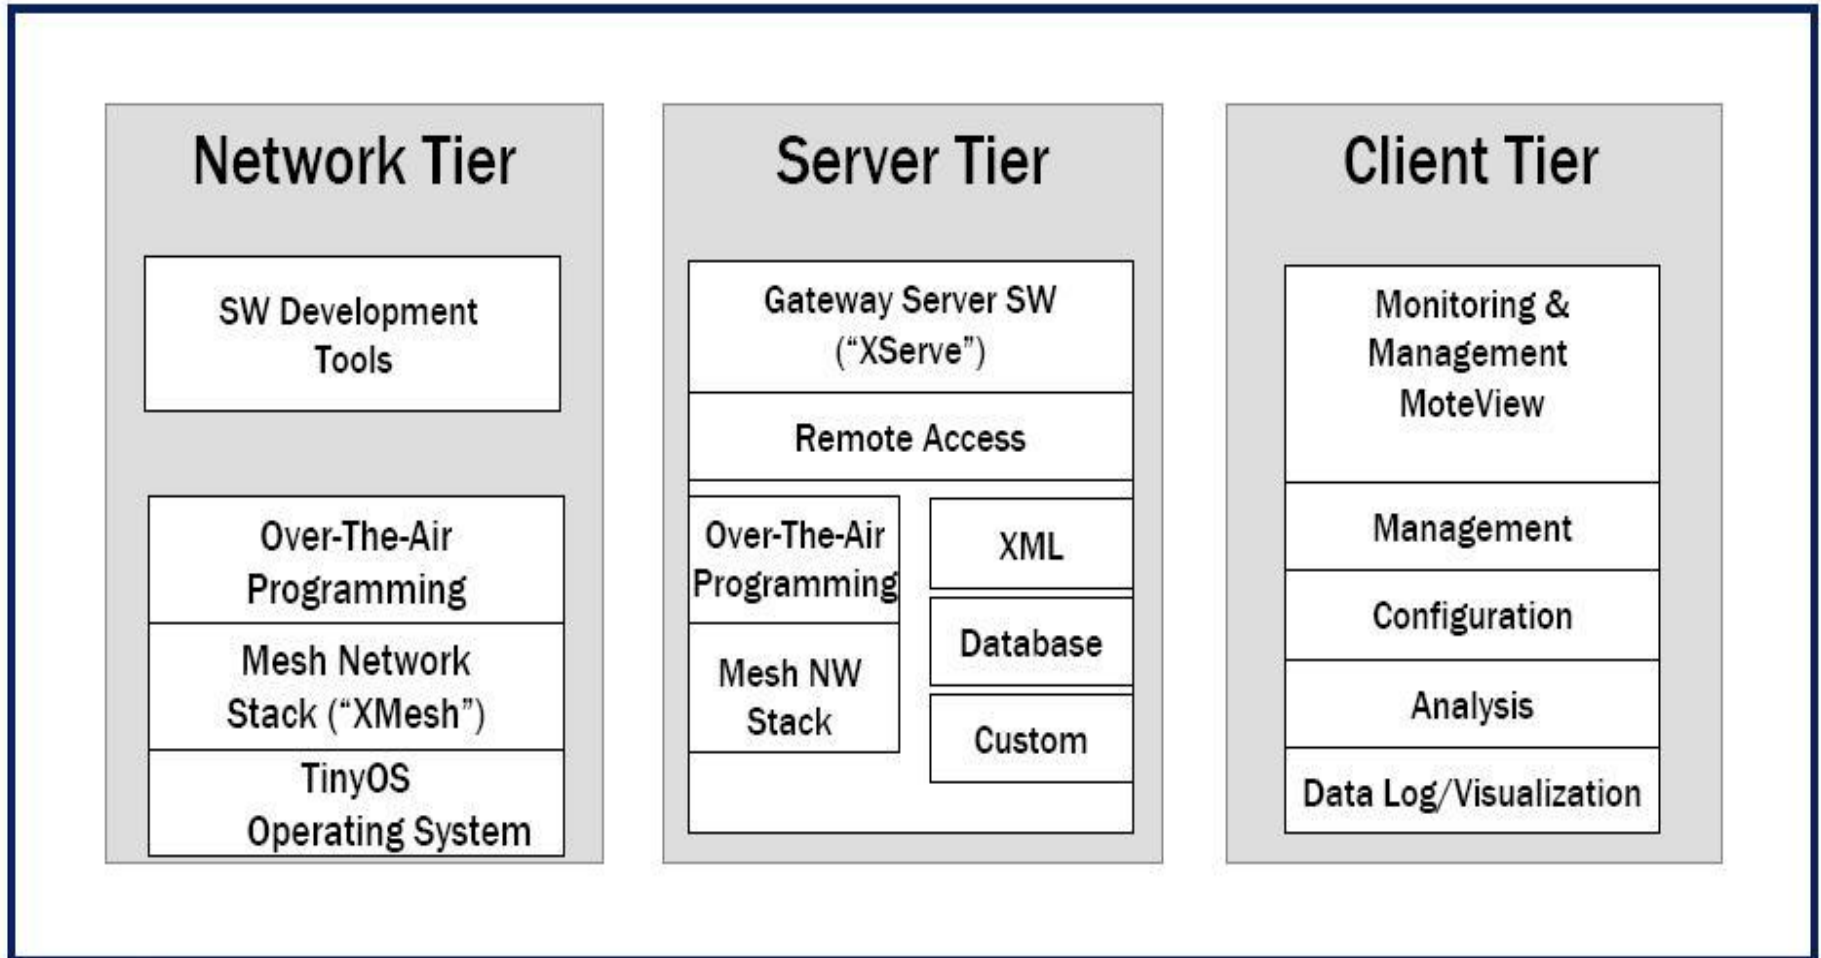 Network Tier
SW Development
Tools
Over-The-Air
Programming
Mesh Network
Stack (“XMesh”)
TinyOS
Operating System
Server Tier
Gateway Server SW
(“XServe”)
Remote Access
Over-The-Air
Programming
Mesh NW
Stack
XML
Database
Custom
Client Tier
Monitoring &
Management
MoteView
Management
Configuration
Analysis
Data Log/Visualization